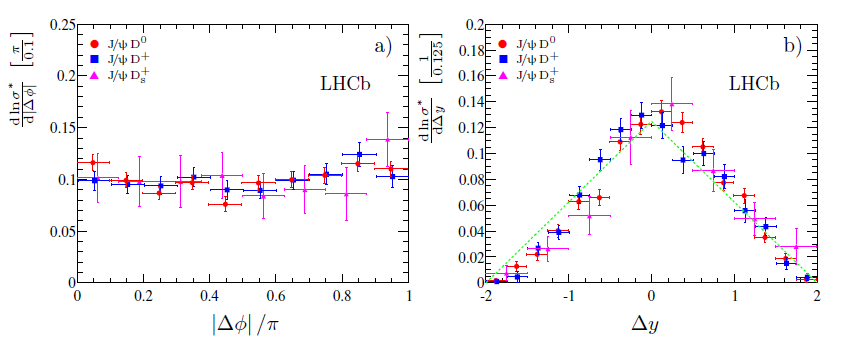 0.25
0.2
0.15
0.1
0.05
0
0 0.2 0.4 0.6 0.8 1
d ln σ* / d|Δϕ| [π / 0.1]
J/ψ D⁰
J/ψ D⁺
J/ψ Dₛ⁺
a)
LHCb
|Δϕ| /π
0.2
0.18
0.16
0.14
0.12
0.1
0.08
0.06
0.04
0.02
0
-2 -1 0 1 2
d ln σ* / dΔy [1 / 0.125]
J/ψ D⁰
J/ψ D⁺
J/ψ Dₛ⁺
b)
LHCb
Δy